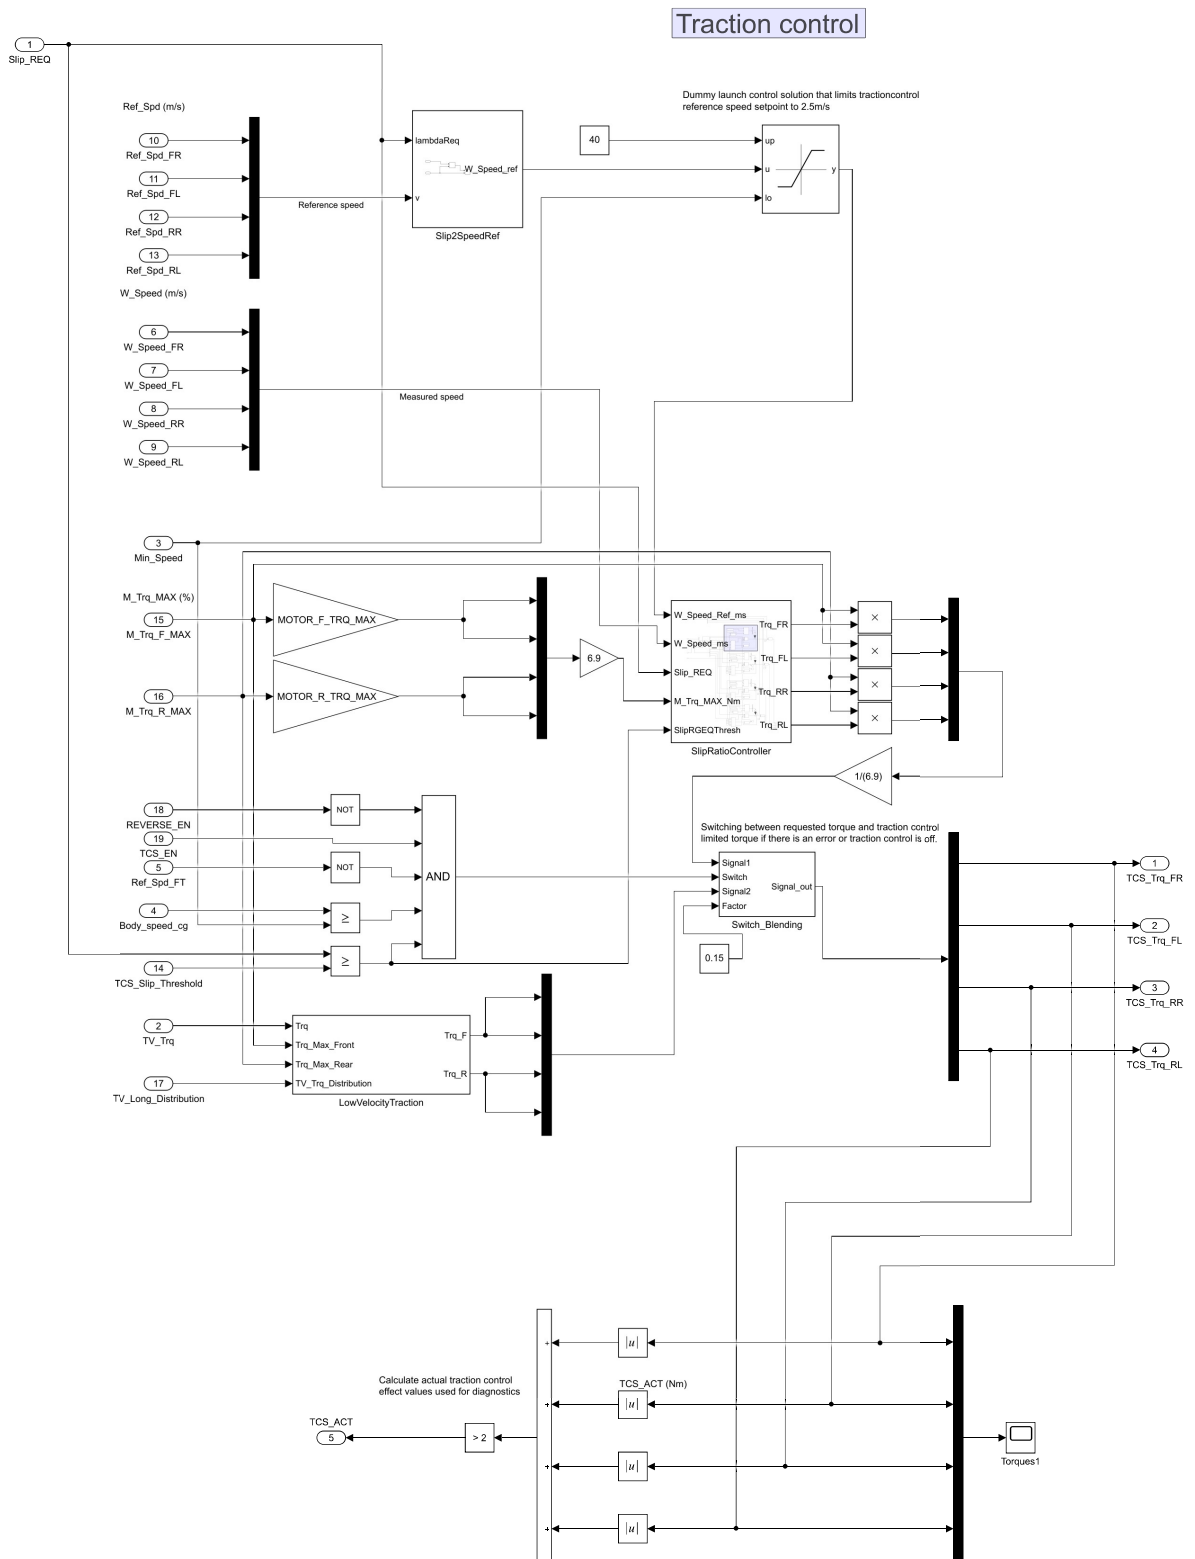 Traction control
1
Slip_REQ
Dummy launch control solution that limits tractioncontrol
reference speed setpoint to 2.5m/s
Ref_Spd (m/s)
10
Ref_Spd_FR
11
Ref_Spd_FL
12
Ref_Spd_RR
13
Ref_Spd_RL
Reference speed
lambdaReq
W_Speed_ref
v
Slip2SpeedRef
40
up
u
y
lo
W_Speed (m/s)
6
W_Speed_FR
7
W_Speed_FL
8
W_Speed_RR
9
W_Speed_RL
Measured speed
3
Min_Speed
M_Trq_MAX (%)
15
M_Trq_F_MAX
MOTOR_F_TRQ_MAX
16
M_Trq_R_MAX
MOTOR_R_TRQ_MAX
6.9
W_Speed_Ref_ms
W_Speed_ms
Slip_REQ
M_Trq_MAX_Nm
SlipRGEQThresh
Trq_FR
Trq_FL
Trq_RR
Trq_RL
SlipRatioController
×
×
×
×
1/(6.9)
18
REVERSE_EN
NOT
19
TCS_EN
5
Ref_Spd_FT
NOT
AND
4
Body_speed_cg
≥
14
TCS_Slip_Threshold
≥
Switching between requested torque and traction control
limited torque if there is an error or traction control is off.
Signal1
Switch
Signal2
Factor
Signal_out
Switch_Blending
0.15
1
TCS_Trq_FR
2
TCS_Trq_FL
3
TCS_Trq_RR
4
TCS_Trq_RL
2
TV_Trq
17
TV_Long_Distribution
Trq
Trq_Max_Front
Trq_Max_Rear
TV_Trq_Distribution
Trq_F
Trq_R
LowVelocityTraction
Calculate actual traction control
effect values used for diagnostics
TCS_ACT
5
> 2
+
+
+
+
|u|
TCS_ACT (Nm)
|u|
|u|
|u|
Torques1